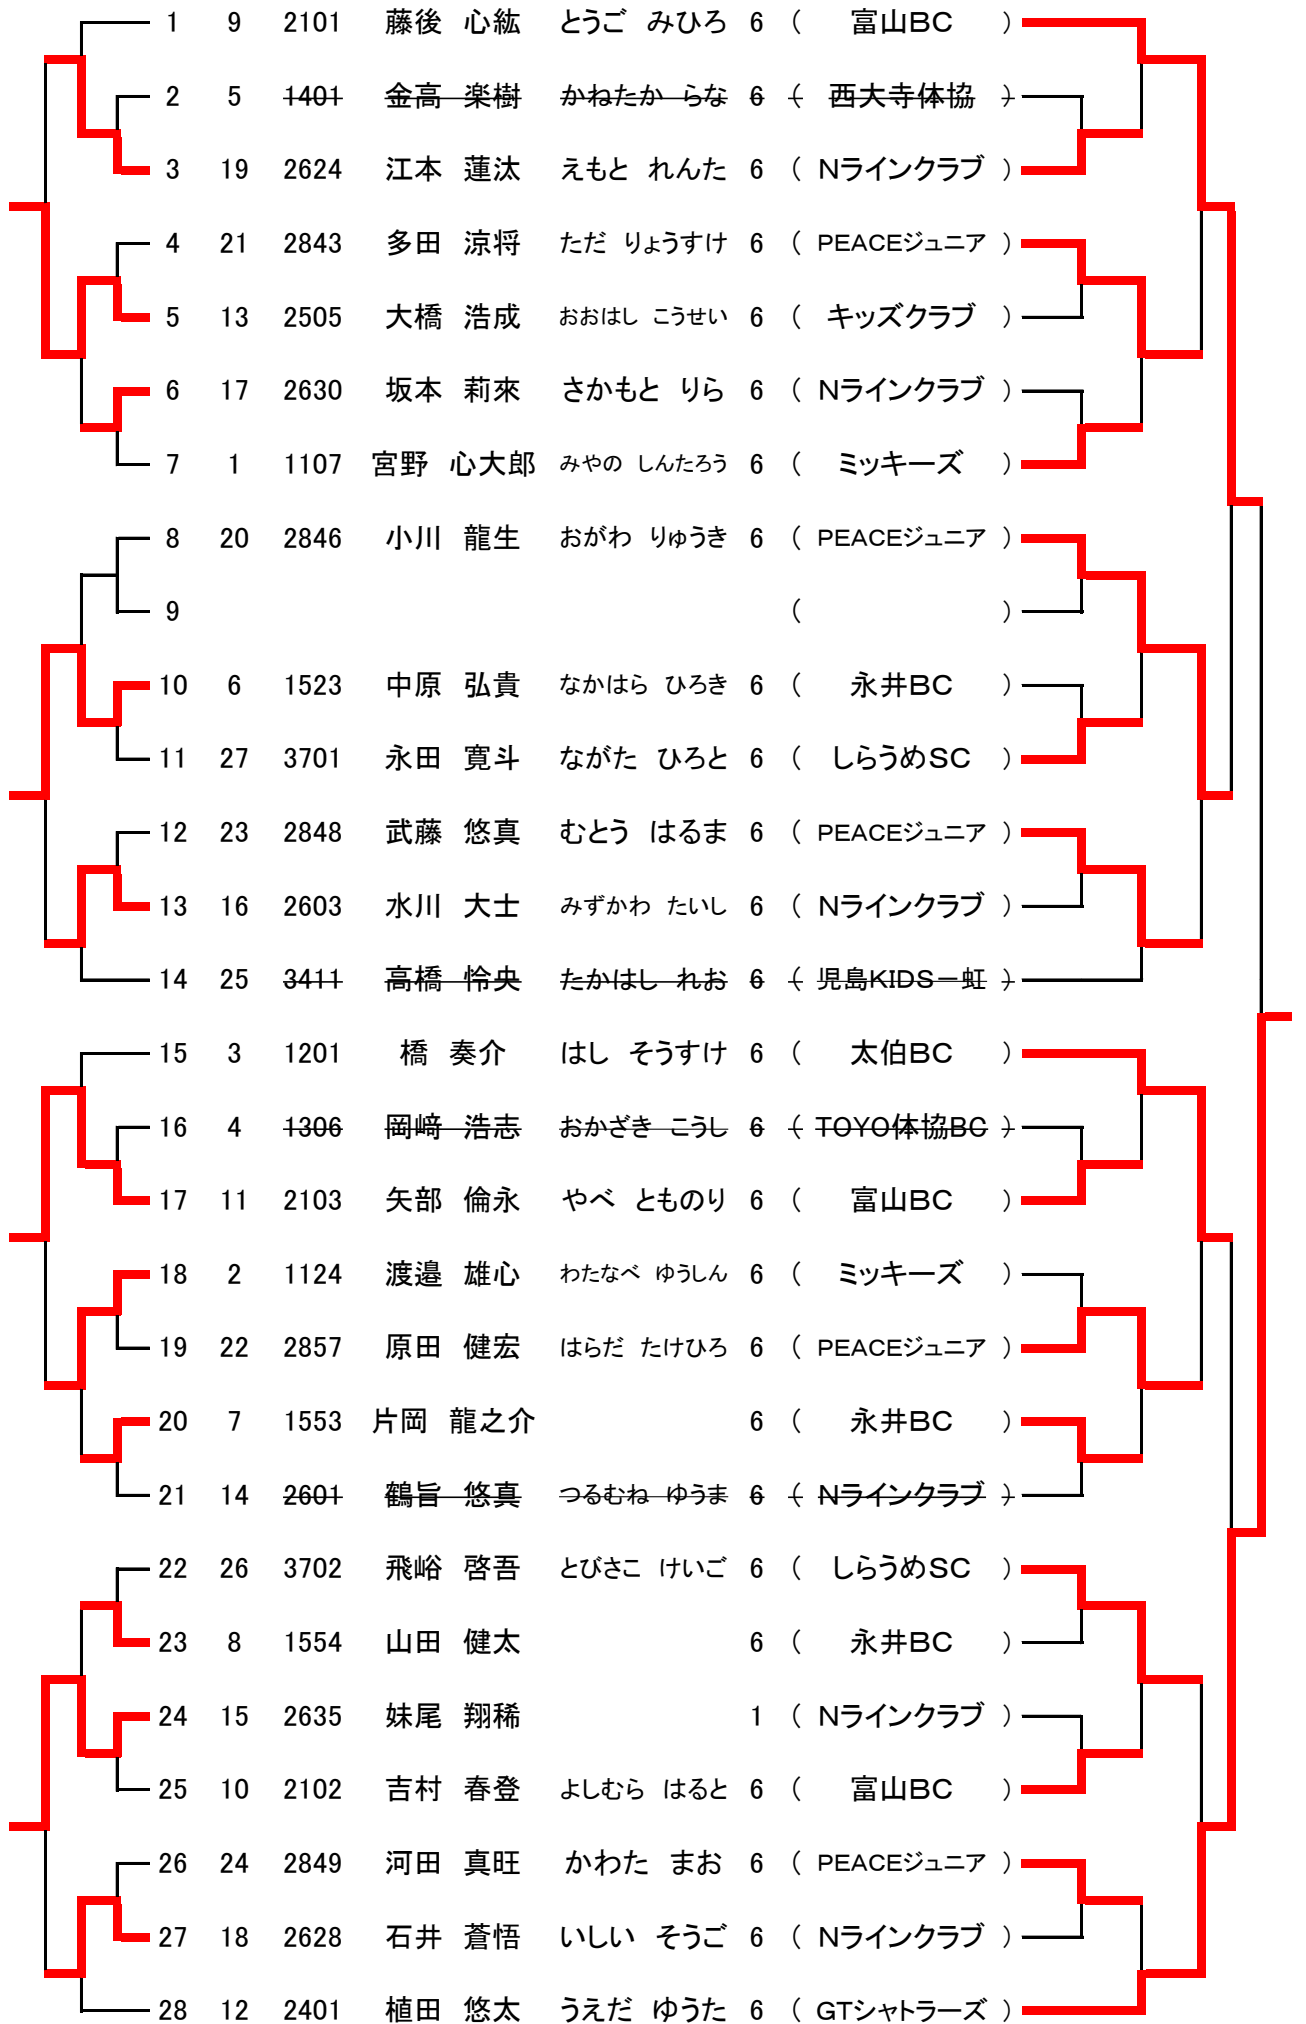 1 9 2101 藤後 心紘 とうご みひろ 6 ( 富山BC )
2 5 1401 金高 楽樹 かねたか らな 6 ( 西大寺体協 )
3 19 2624 江本 蓮汰 えもと れんた 6 ( Nラインクラブ )
4 21 2843 多田 涼将 ただ りょうすけ 6 ( PEACEジュニア )
5 13 2505 大橋 浩成 おおはし こうせい 6 ( キッズクラブ )
6 17 2630 坂本 莉來 さかもと りら 6 ( Nラインクラブ )
7 1 1107 宮野 心大郎 みやの しんたろう 6 ( ミッキーズ )
8 20 2846 小川 龍生 おがわ りゅうき 6 ( PEACEジュニア )
9 ( )
10 6 1523 中原 弘貴 なかはら ひろき 6 ( 永井BC )
11 27 3701 永田 寛斗 ながた ひろと 6 ( しらうめSC )
12 23 2848 武藤 悠真 むとう はるま 6 ( PEACEジュニア )
13 16 2603 水川 大士 みずかわ たいし 6 ( Nラインクラブ )
14 25 3411 高橋 怜央 たかはし れお 6 ( 児島KIDSー虹 )
15 3 1201 橋 奏介 はし そうすけ 6 ( 太伯BC )
16 4 1306 岡﨑 浩志 おかざき こうし 6 ( TOYO体協BC )
17 11 2103 矢部 倫永 やべ とものり 6 ( 富山BC )
18 2 1124 渡邉 雄心 わたなべ ゆうしん 6 ( ミッキーズ )
19 22 2857 原田 健宏 はらだ たけひろ 6 ( PEACEジュニア )
20 7 1553 片岡 龍之介 6 ( 永井BC )
21 14 2601 鶴旨 悠真 つるむね ゆうま 6 ( Nラインクラブ )
22 26 3702 飛峪 啓吾 とびさこ けいご 6 ( しらうめSC )
23 8 1554 山田 健太 6 ( 永井BC )
24 15 2635 妹尾 翔稀 1 ( Nラインクラブ )
25 10 2102 吉村 春登 よしむら はると 6 ( 富山BC )
26 24 2849 河田 真旺 かわた まお 6 ( PEACEジュニア )
27 18 2628 石井 蒼悟 いしい そうご 6 ( Nラインクラブ )
28 12 2401 植田 悠太 うえだ ゆうた 6 ( GTシャトラーズ )